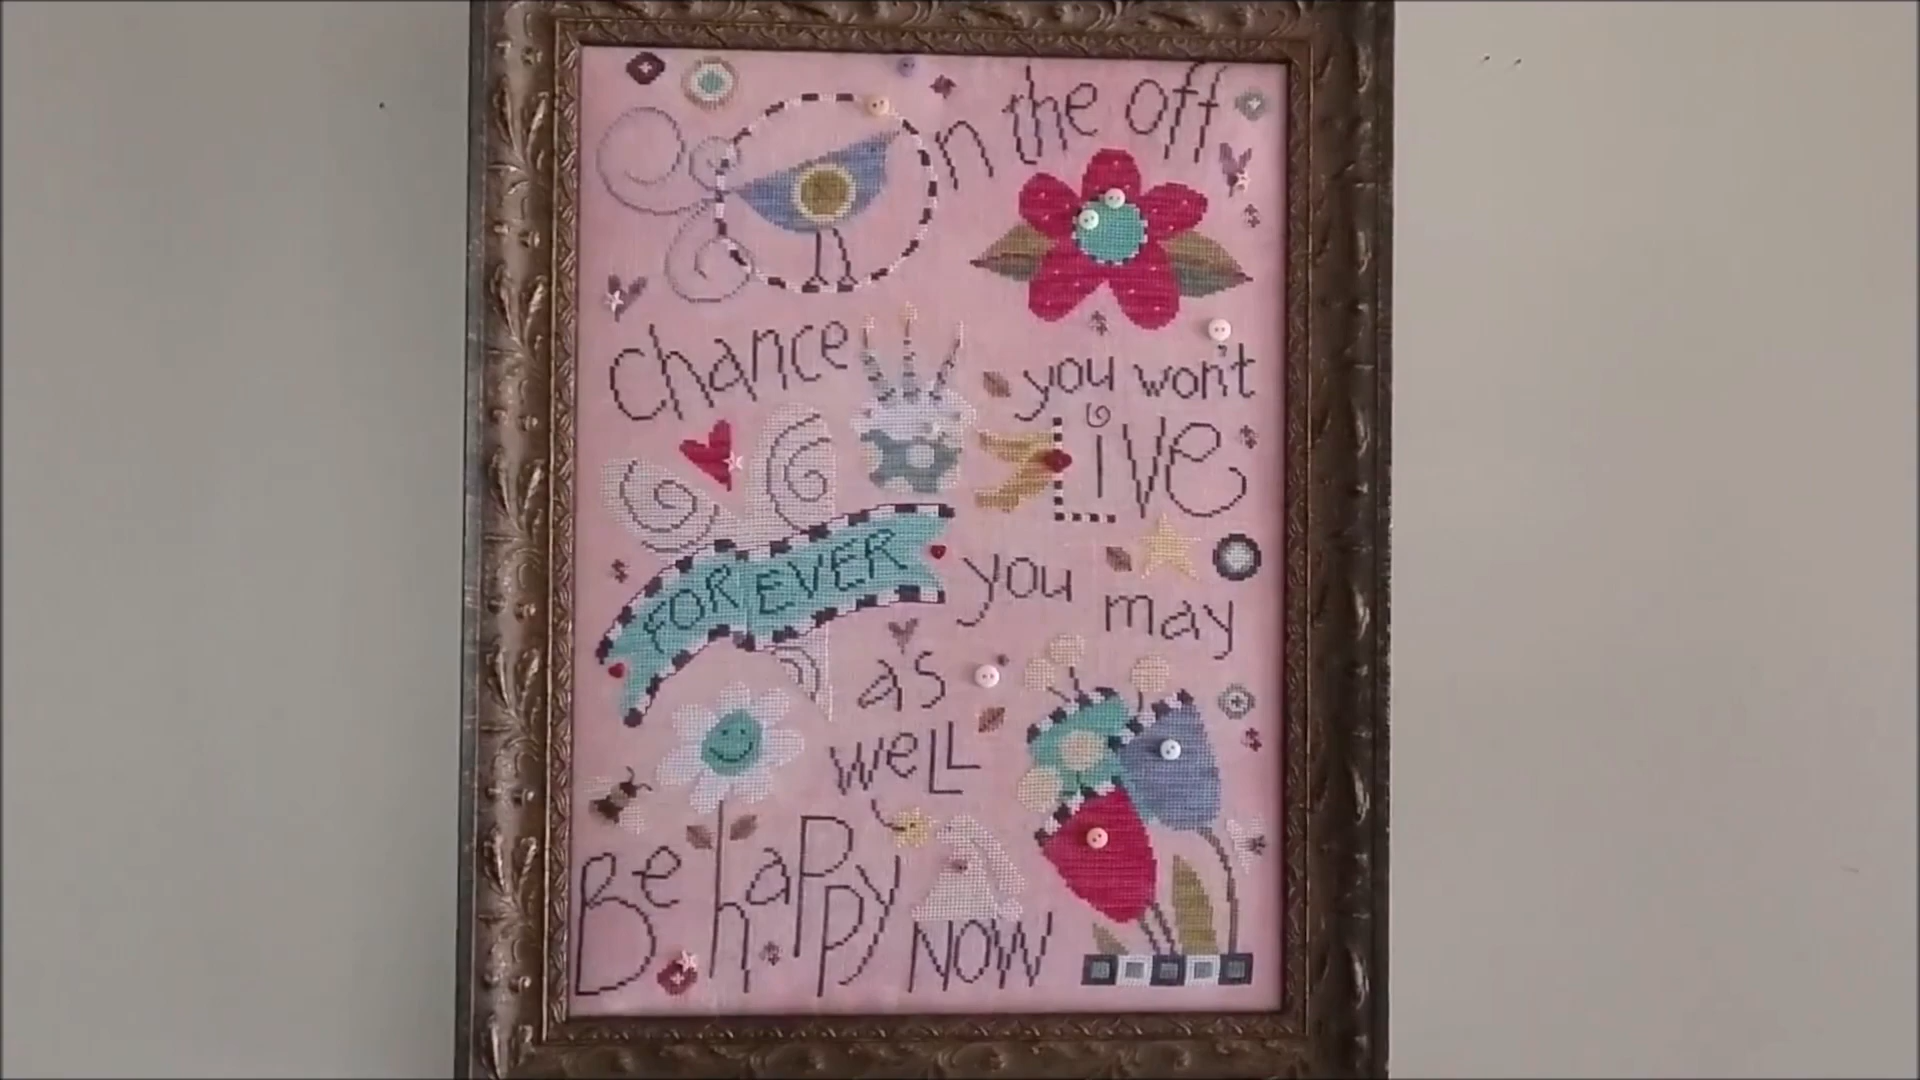 On the off
chance
you won't
Live
FOREVER
you
may
as
well
Be happy
NOW